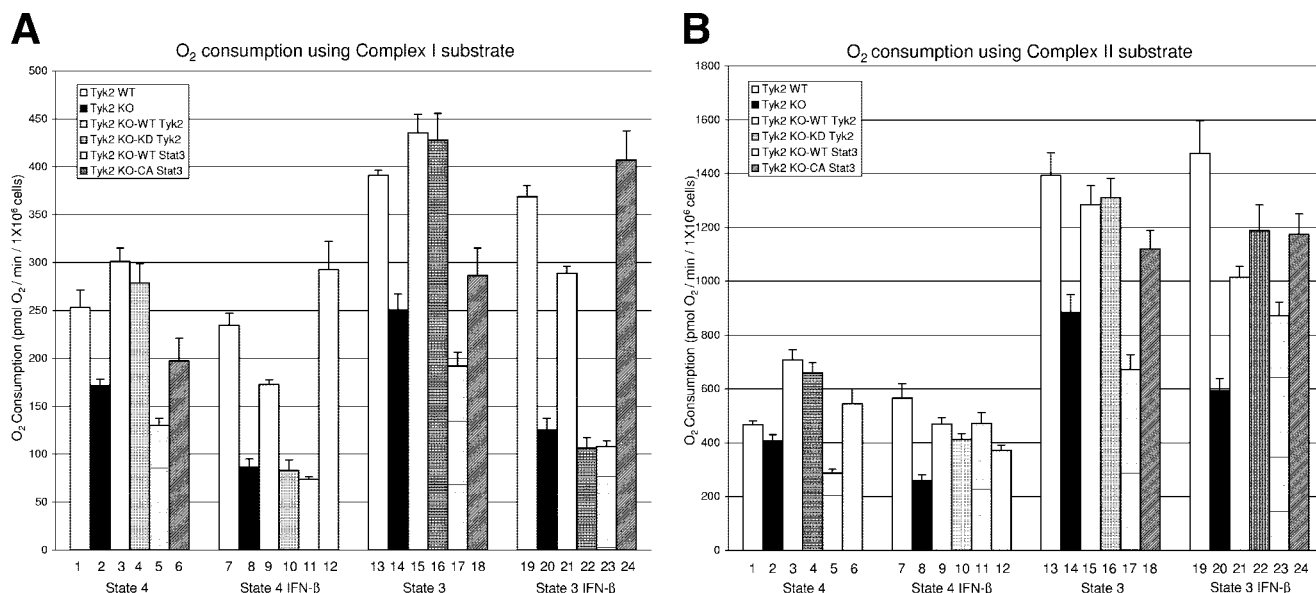 A
O2 consumption using Complex I substrate
O2 Consumption (pmol O2 / min / 1X10^6 cells)
500
450
400
350
300
250
200
150
100
50
0
Tyk2 WT
Tyk2 KO
Tyk2 KO-WT Tyk2
Tyk2 KO-KD Tyk2
Tyk2 KO-WT Stat3
Tyk2 KO-CA Stat3
1 2 3 4 5 6 7 8 9 10 11 12 13 14 15 16 17 18 19 20 21 22 23 24
State 4 State 4 IFN-ß State 3 State 3 IFN-ß
B
O2 consumption using Complex II substrate
O2 Consumption (pmol O2 / min / 1X10^6 cells)
1800
1600
1400
1200
1000
800
600
400
200
0
Tyk2 WT
Tyk2 KO
Tyk2 KO-WT Tyk2
Tyk2 KO-KD Tyk2
Tyk2 KO-WT Stat3
Tyk2 KO-CA Stat3
1 2 3 4 5 6 7 8 9 10 11 12 13 14 15 16 17 18 19 20 21 22 23 24
State 4 State 4 IFN-ß State 3 State 3 IFN-ß